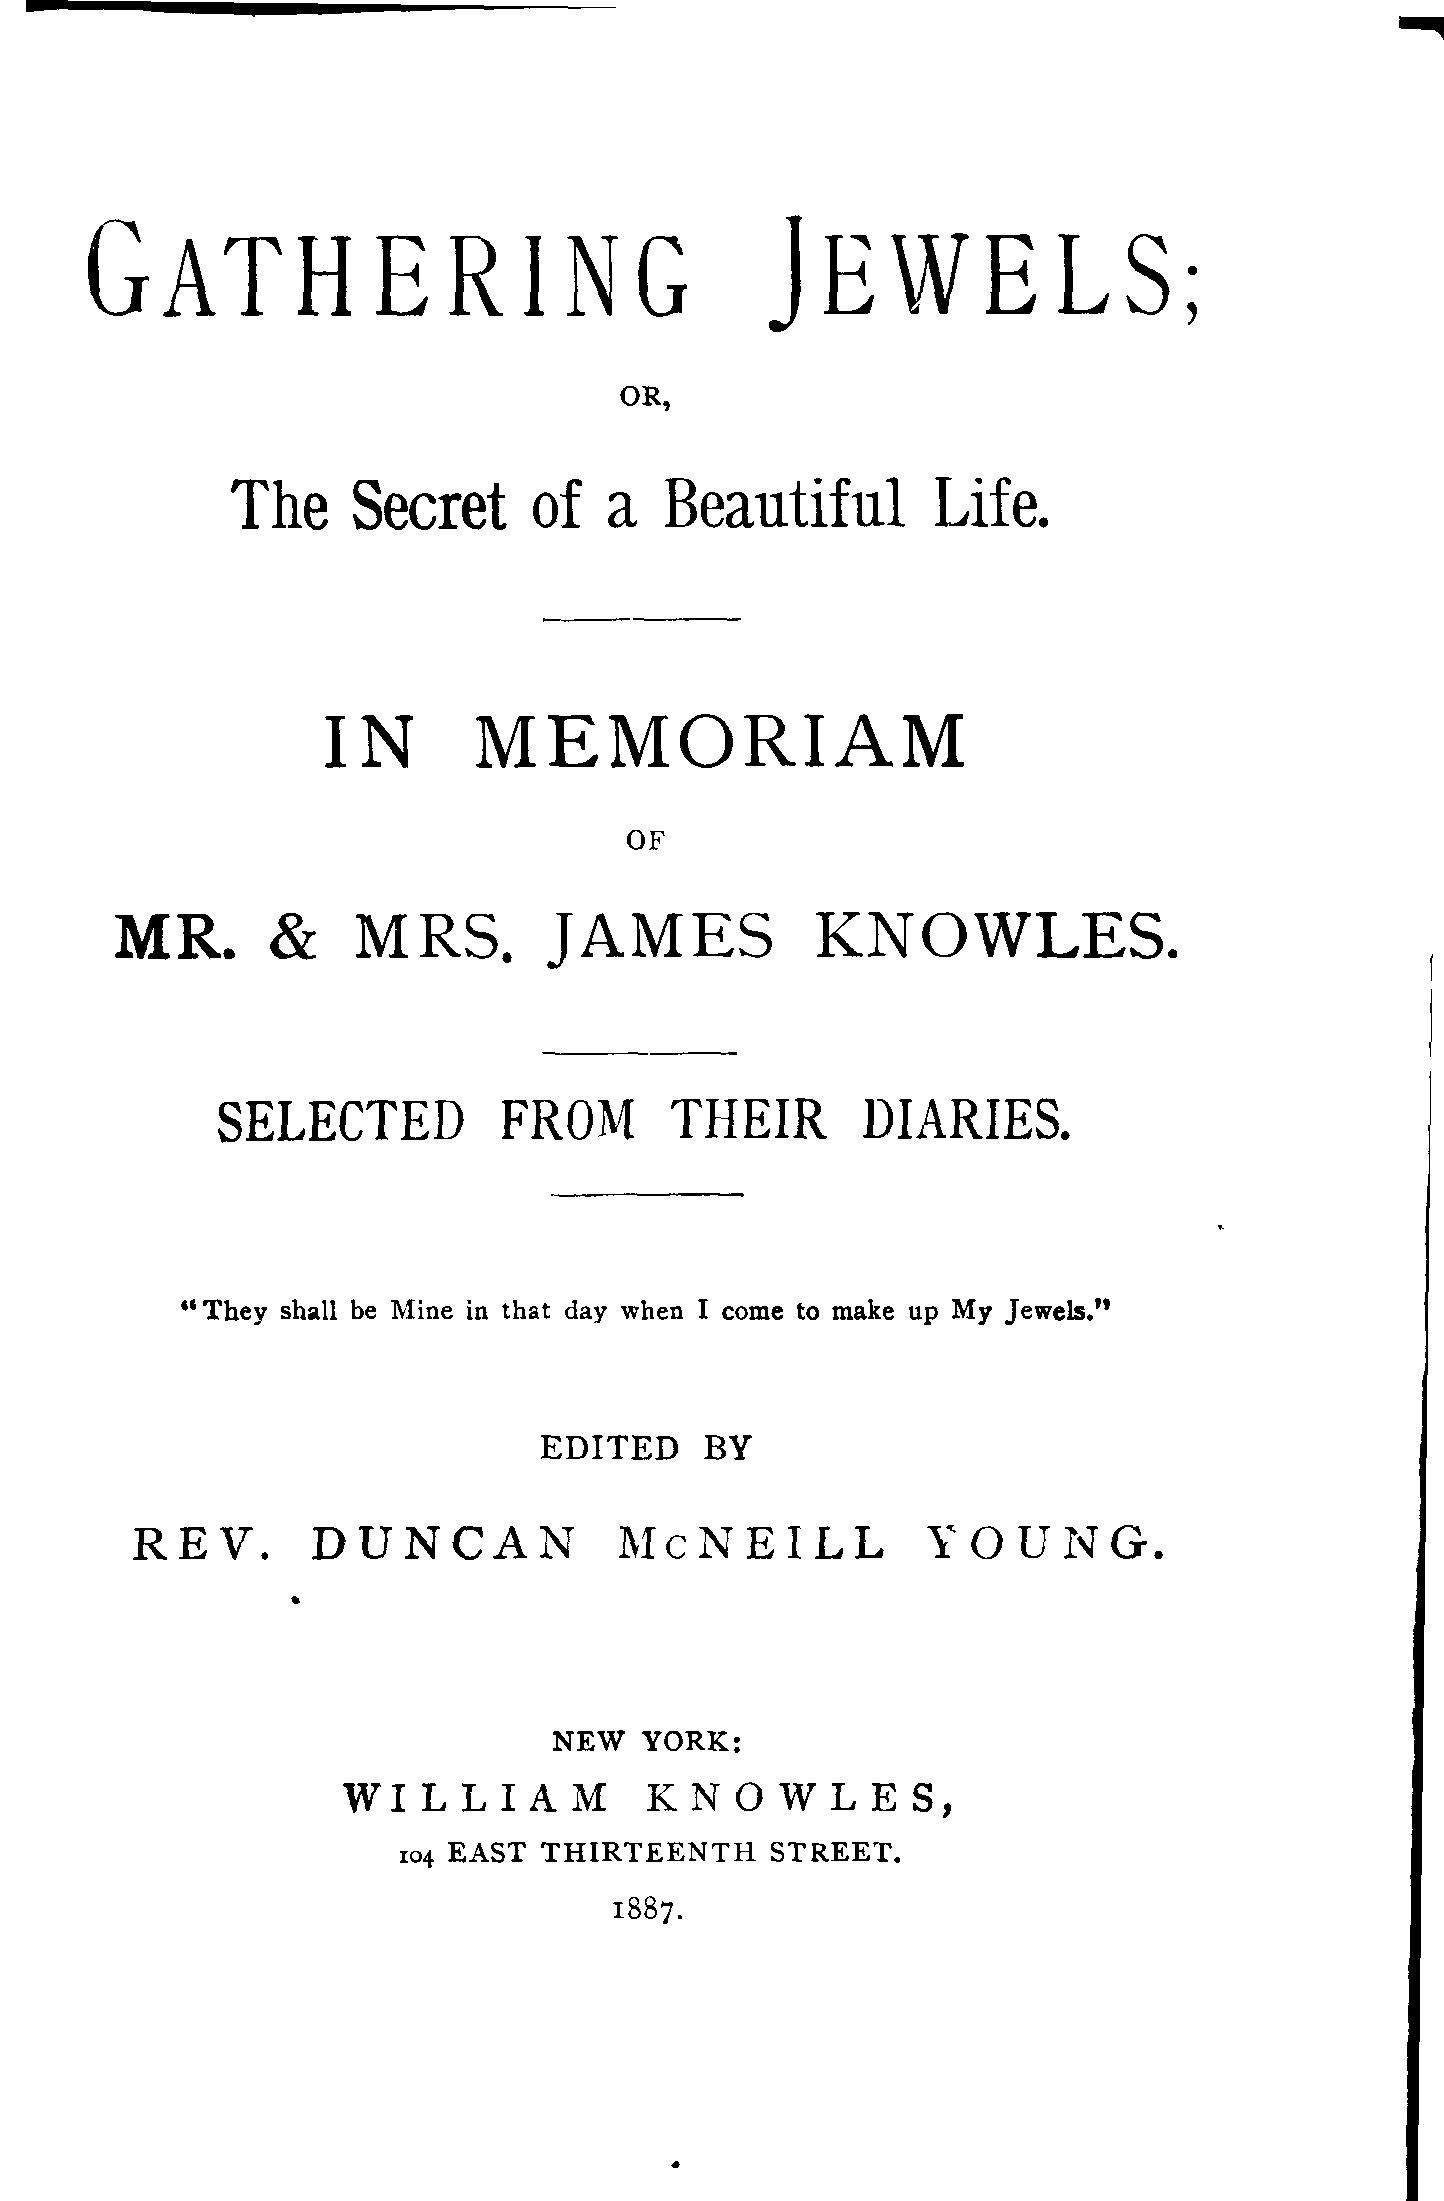 GATHERING JEWELS;
OR,
The Secret of a Beautiful Life.
IN MEMORIAM
OF
MR. & MRS. JAMES KNOWLES.
SELECTED FROM THEIR DIARIES.
“They shall be Mine in that day when I come to make up My Jewels.”
EDITED BY
REV. DUNCAN McNEILL YOUNG.
NEW YORK:
WILLIAM KNOWLES,
104 EAST THIRTEENTH STREET.
1887.